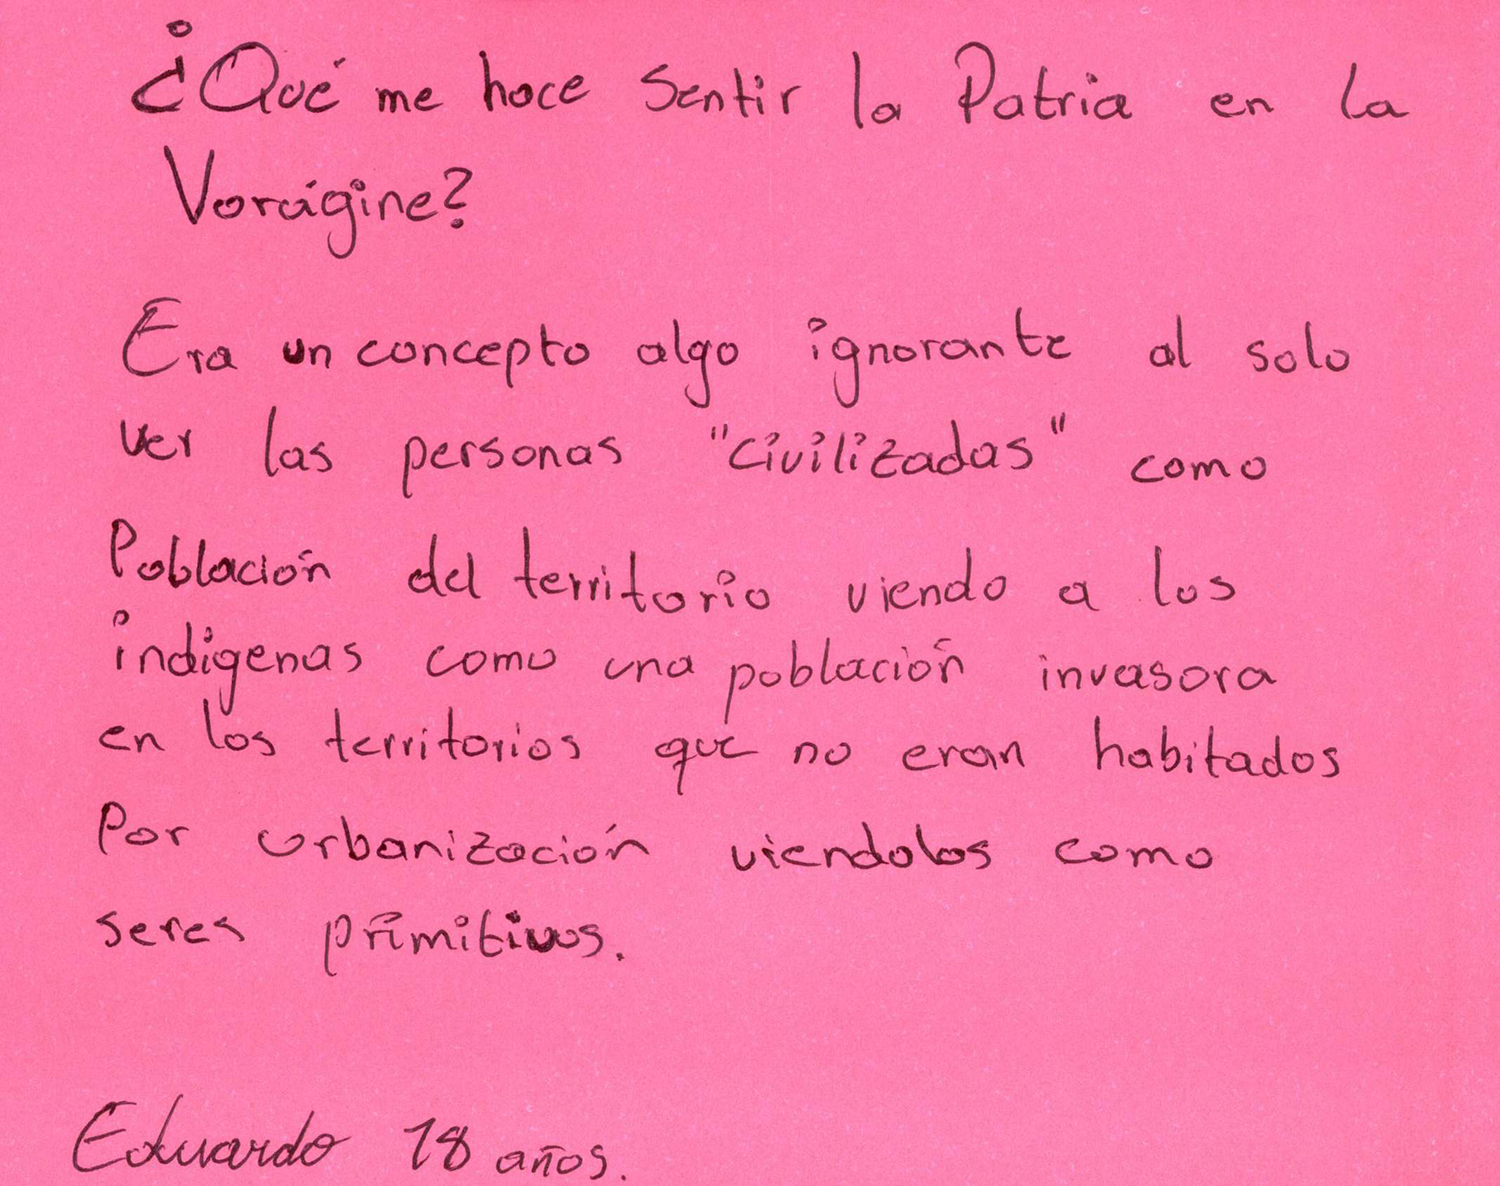 ¿Qué me hace sentir la Patria en la
Vorágine?
Era un concepto algo ignorante al solo
ver las personas "civilizadas" como
Población del territorio viendo a los
indigenas como una población invasora
en los territorios que no eran habitados
Por urbanización viendolos como
seres primitivos.
Eduardo 18 años.